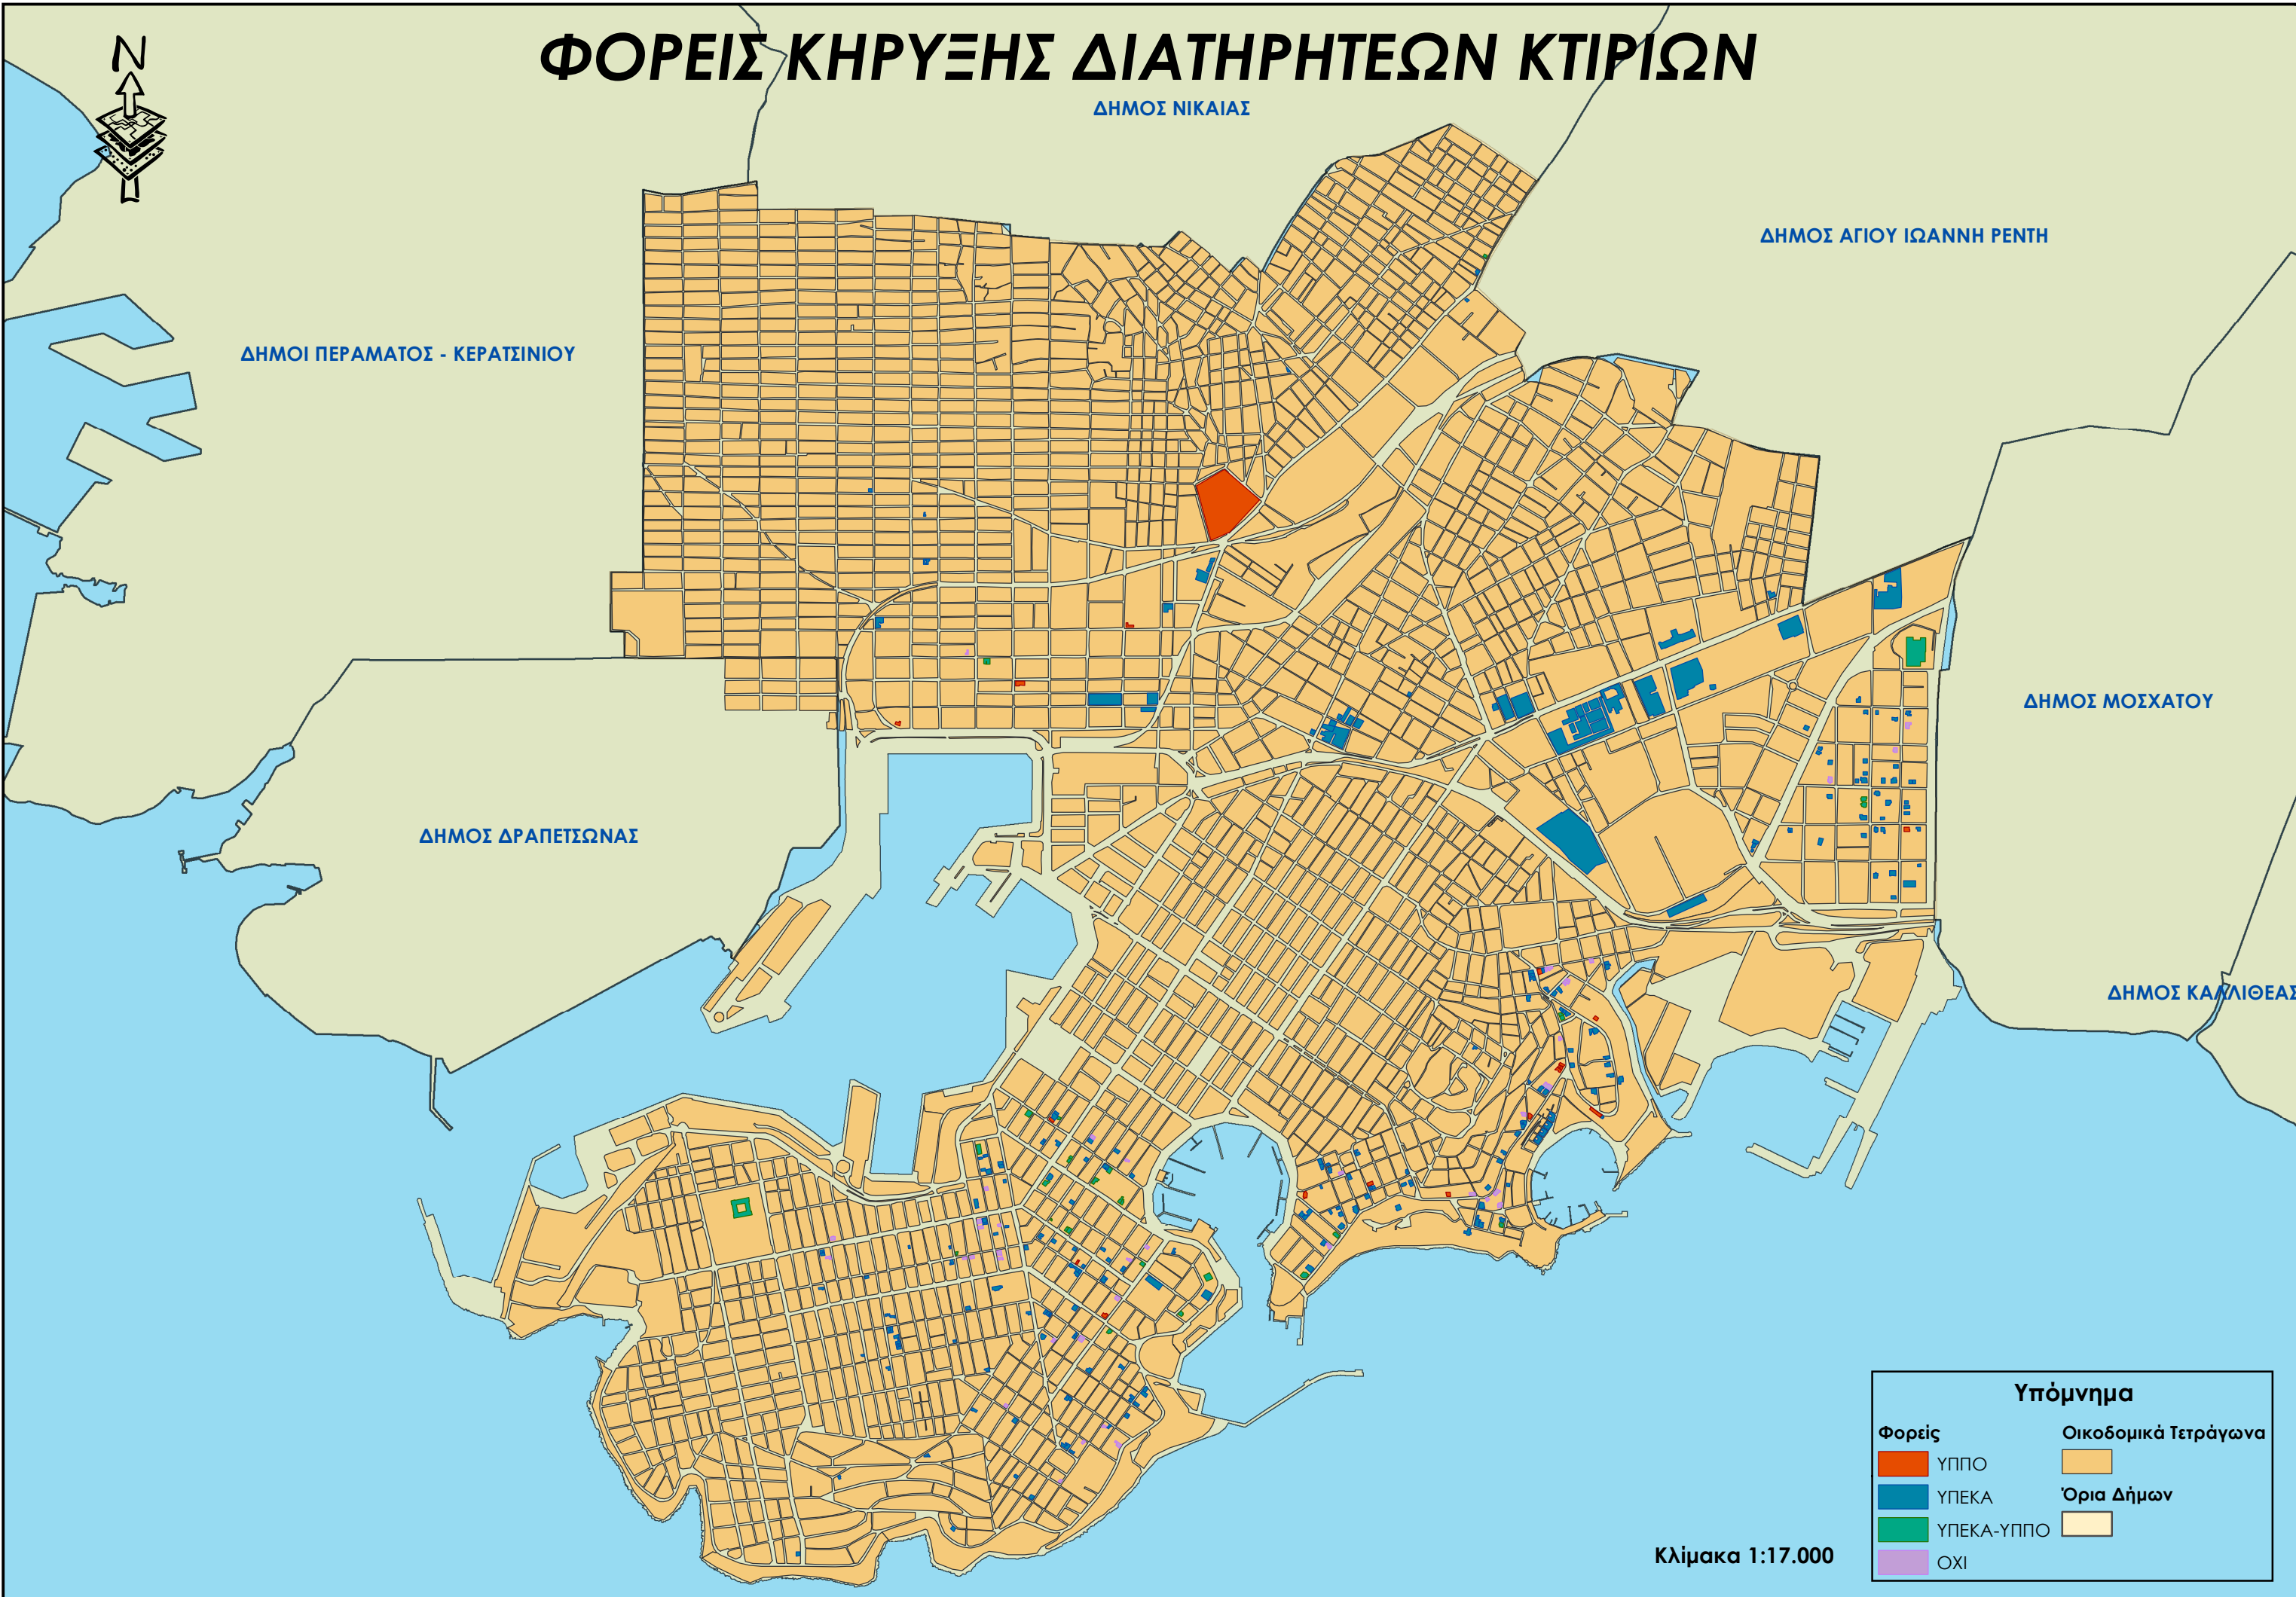 ΦΟΡΕΙΣ ΚΗΡΥΞΗΣ ΔΙΑΤΗΡΗΤΕΩΝ ΚΤΙΡΙΩΝ
N
ΔΗΜΟΣ ΝΙΚΑΙΑΣ
ΔΗΜΟΣ ΑΓΙΟΥ ΙΩΑΝΝΗ ΡΕΝΤΗ
ΔΗΜΟΙ ΠΕΡΑΜΑΤΟΣ - ΚΕΡΑΤΣΙΝΙΟΥ
ΔΗΜΟΣ ΜΟΣΧΑΤΟΥ
ΔΗΜΟΣ ΔΡΑΠΕΤΣΩΝΑΣ
ΔΗΜΟΣ ΚΑΛΛΙΘΕΑΣ
Υπόμνημα
Φορείς
ΥΠΠΟ
ΥΠΕΚΑ
ΥΠΕΚΑ-ΥΠΠΟ
ΟΧΙ
Οικοδομικά Τετράγωνα
Όρια Δήμων
Κλίμακα 1:17.000